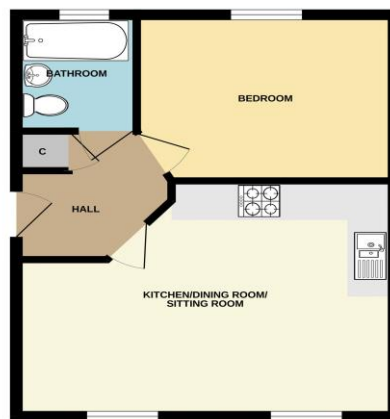 BATHROOM
BEDROOM
C
HALL
KITCHEN/DINING ROOM/
SITTING ROOM